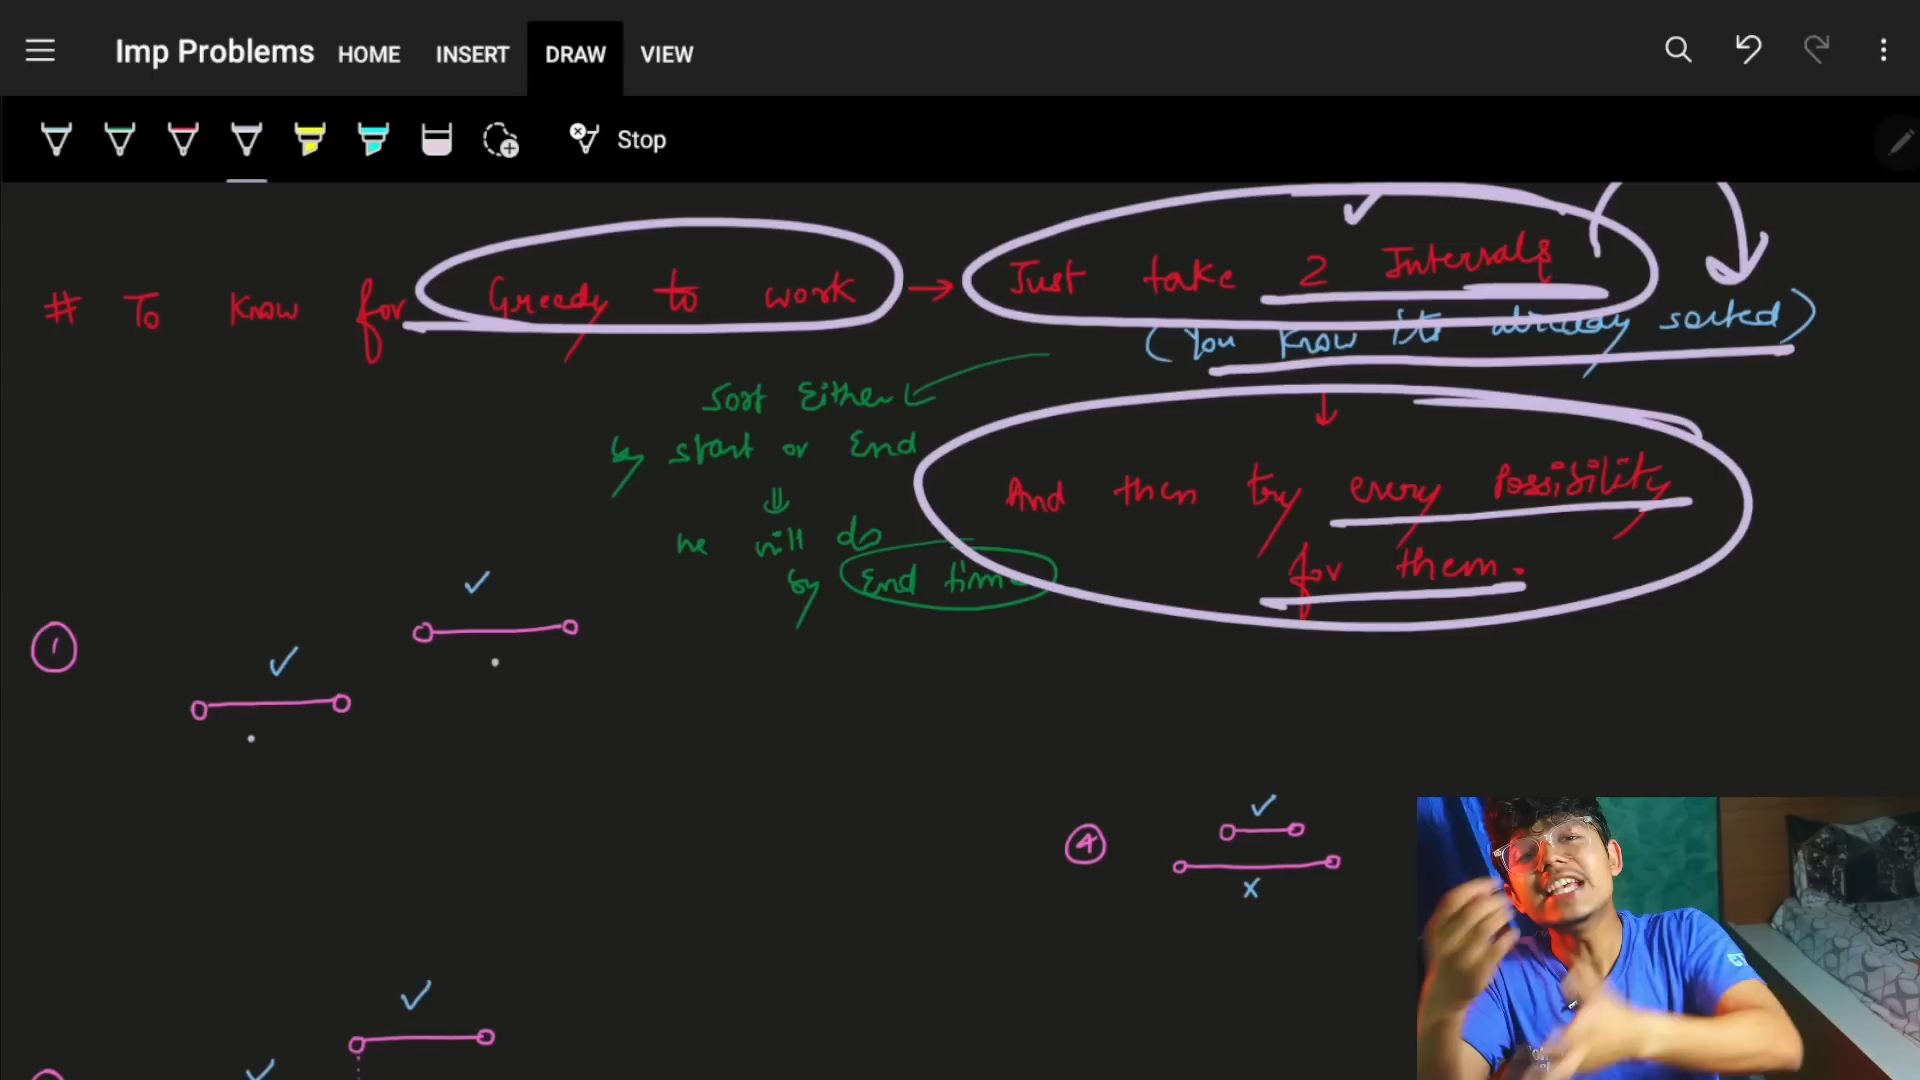 Imp Problems HOME INSERT DRAW VIEW
Stop
# To Know for Greedy to work → Just take 2 Intervals
(You Know its already sorted)
Sort Either
by start or End
we will do
by End tim
And then try every Possibility
for them.
1
4